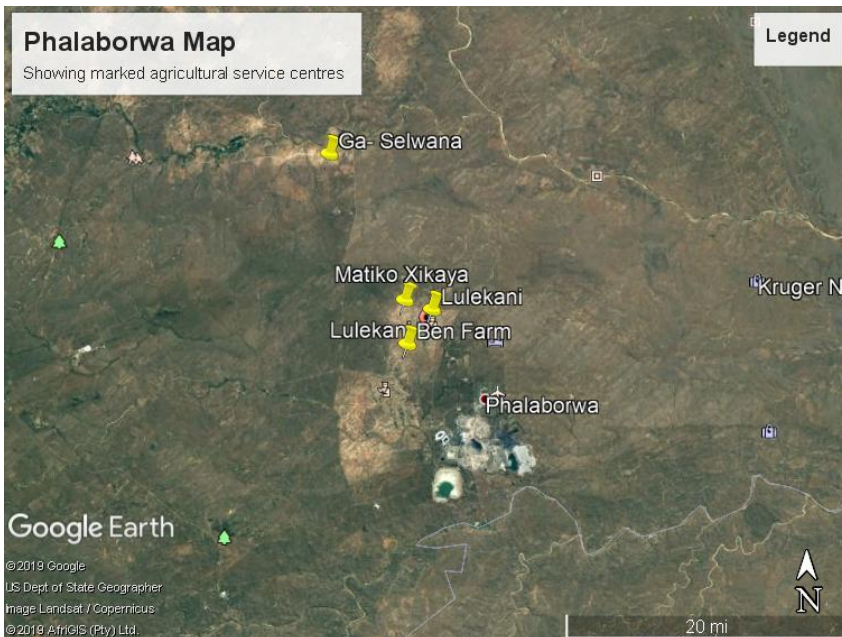 Phalaborwa Map
Showing marked agricultural service centres
Legend
Ga- Selwana
Matiko Xikaya
Lulekani
Kruger N
Lulekani Ben Farm
Phalaborwa
Google Earth
©2019 Google
US Dept of State Geographer
Image Landsat / Copernicus
©2019 AfriGIS (Pty) Ltd.
N
20 mi